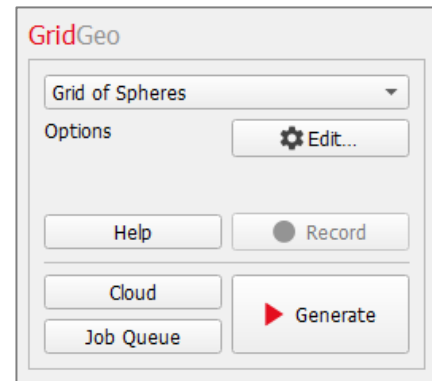 GridGeo
Grid of Spheres
Options
Edit...
Help
Record
Cloud
Job Queue
Generate